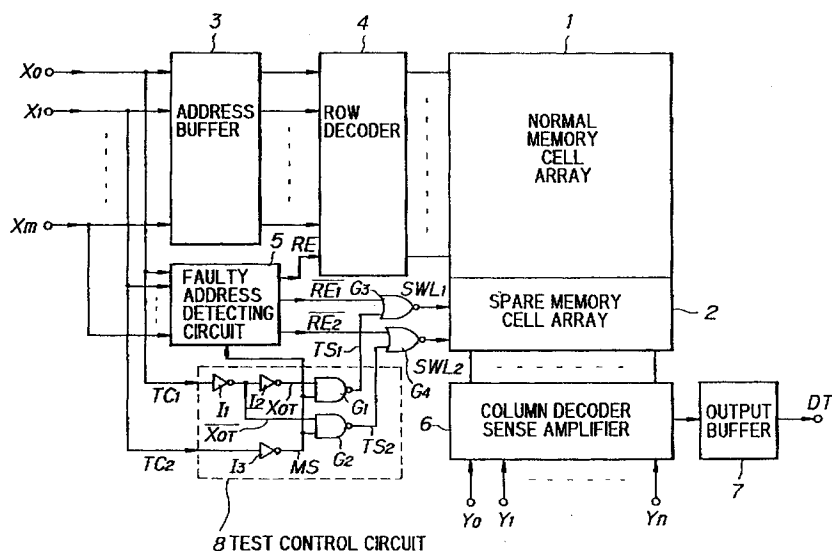 3
4
1
X0
X1
Xm
ADDRESS
BUFFER
ROW
DECODER
NORMAL
MEMORY
CELL
ARRAY
5
RE
FAULTY
ADDRESS
DETECTING
CIRCUIT
RE1
G3
SWL1
RE2
SPARE MEMORY
CELL ARRAY
2
TS1
SWL2
G4
TC1
I1
I2
X0T
G1
X0T
G2
TS2
TC2
I3
MS
6
COLUMN DECODER
SENSE AMPLIFIER
OUTPUT
BUFFER
DT
7
Y0
Y1
Yn
8 TEST CONTROL CIRCUIT